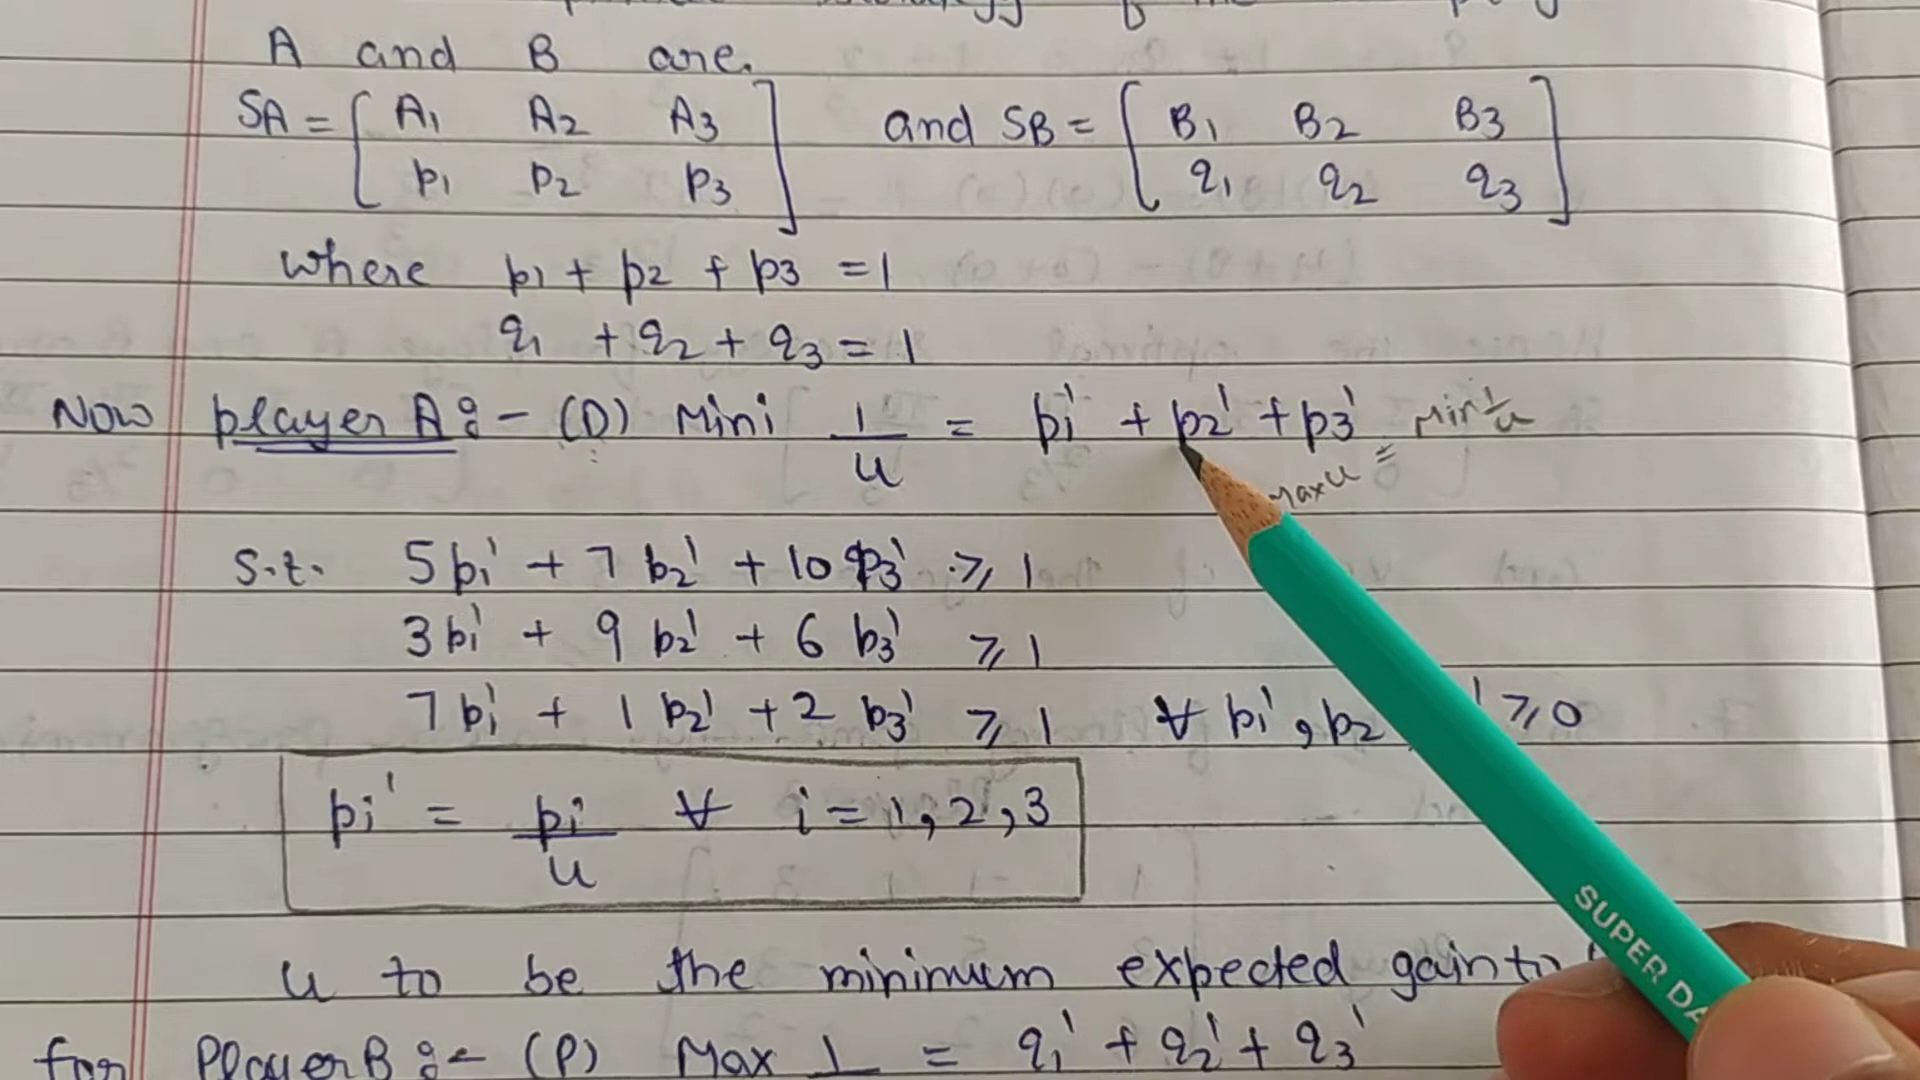 A and B are.
SA = [ A1 A2 A3 and SB = [ B1 B2 B3
p1 p2 p3 ] q1 q2 q3 ]
where p1 + p2 + p3 = 1
q1 + q2 + q3 = 1
Now player A :- (D) Mini 1/u = p1' + p2' + p3' = Min 1/u
Max u
s.t. 5p1' + 7p2' + 10p3' ≥ 1
3p1' + 9p2' + 6p3' ≥ 1
7p1' + 1p2' + 2p3' ≥ 1 ∀ p1', p2 ' ≥ 0
pi' = pi/u ∀ i = 1, 2, 3
u to be the minimum expected gain to
for Player B :- (P) Max 1 = q1' + q2' + q3'
SUPER DA